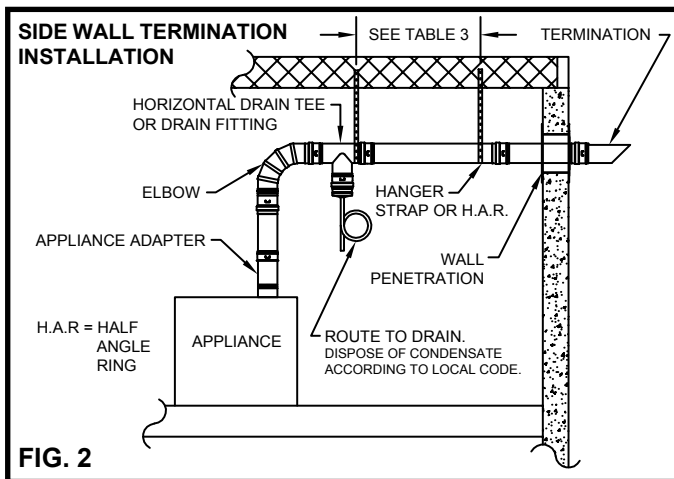 SIDE WALL TERMINATION
INSTALLATION
SEE TABLE 3
TERMINATION
HORIZONTAL DRAIN TEE
OR DRAIN FITTING
ELBOW
HANGER
STRAP OR H.A.R.
APPLIANCE ADAPTER
WALL
PENETRATION
H.A.R = HALF
ANGLE
RING
APPLIANCE
ROUTE TO DRAIN.
DISPOSE OF CONDENSATE
ACCORDING TO LOCAL CODE.
FIG. 2